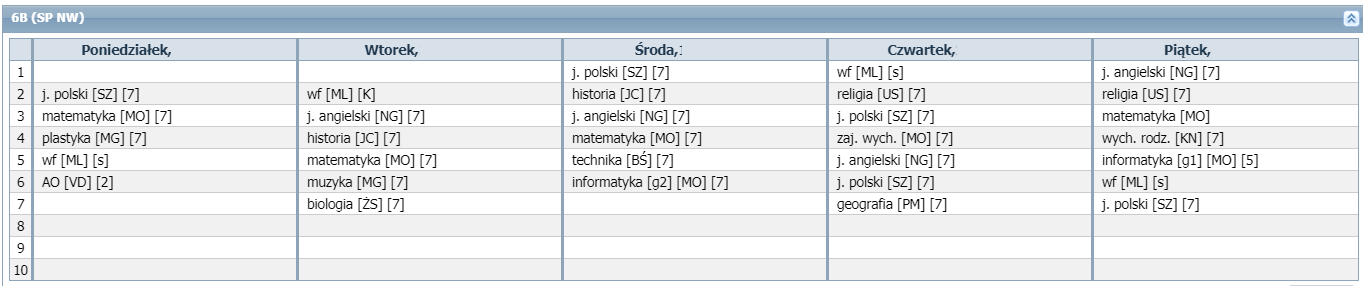 6B (SP NW)
Poniedziałek, Wtorek, Środa, Czwartek, Piątek,
1 j. polski [SZ] [7] wf [ML] [s] j. angielski [NG] [7]
2 j. polski [SZ] [7] wf [ML] [K] historia [JC] [7] religia [US] [7] religia [US] [7]
3 matematyka [MO] [7] j. angielski [NG] [7] j. angielski [NG] [7] j. polski [SZ] [7] matematyka [MO]
4 plastyka [MG] [7] historia [JC] [7] matematyka [MO] [7] zaj. wych. [MO] [7] wych. rodz. [KN] [7]
5 wf [ML] [s] matematyka [MO] [7] technika [BŚ] [7] j. angielski [NG] [7] informatyka [g1] [MO] [5]
6 AO [VD] [2] muzyka [MG] [7] informatyka [g2] [MO] [7] j. polski [SZ] [7] wf [ML] [s]
7 biologia [ŻS] [7] geografia [PM] [7] j. polski [SZ] [7]
8
9
10